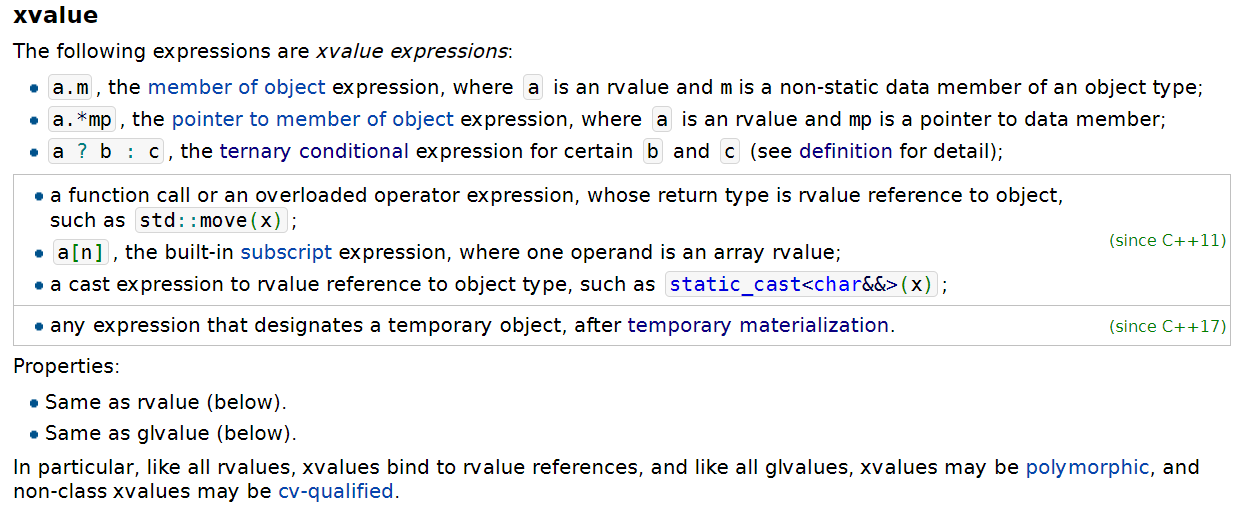 xvalue
The following expressions are xvalue expressions:
• a.m, the member of object expression, where a is an rvalue and m is a non-static data member of an object type;
• a.*mp, the pointer to member of object expression, where a is an rvalue and mp is a pointer to data member;
• a ? b : c, the ternary conditional expression for certain b and c (see definition for detail);
• a function call or an overloaded operator expression, whose return type is rvalue reference to object,
such as std::move(x);
• a[n], the built-in subscript expression, where one operand is an array rvalue;
• a cast expression to rvalue reference to object type, such as static_cast<char&&>(x);
(since C++11)
• any expression that designates a temporary object, after temporary materialization.
(since C++17)
Properties:
• Same as rvalue (below).
• Same as glvalue (below).
In particular, like all rvalues, xvalues bind to rvalue references, and like all glvalues, xvalues may be polymorphic, and
non-class xvalues may be cv-qualified.